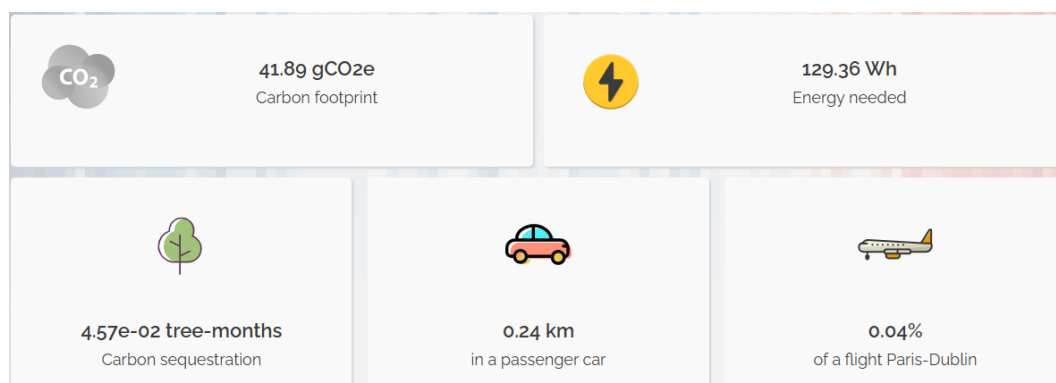 CO2
41.89 gCO2e
Carbon footprint
129.36 Wh
Energy needed
4.57e-02 tree-months
Carbon sequestration
0.24 km
in a passenger car
0.04%
of a flight Paris-Dublin